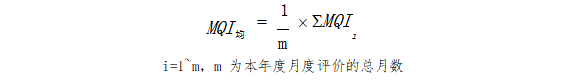 MQI均 = 1/m × ΣMQIi
i=1~m，m 为本年度月度评价的总月数